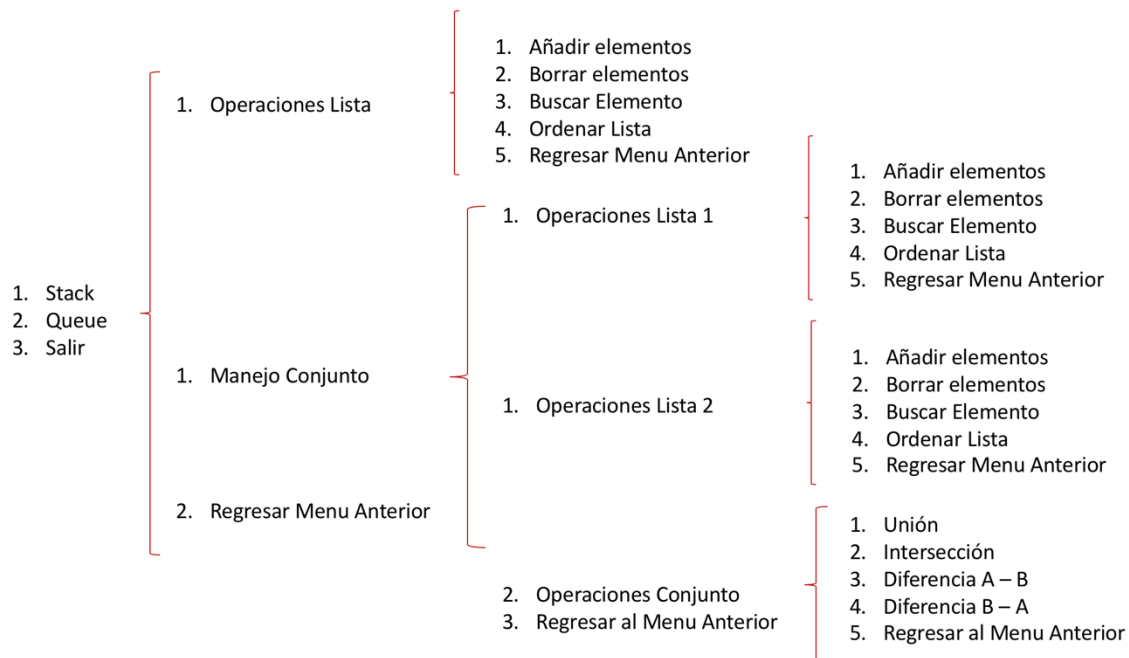 1. Stack
2. Queue
3. Salir
1. Operaciones Lista
1. Manejo Conjunto
2. Regresar Menu Anterior
1. Añadir elementos
2. Borrar elementos
3. Buscar Elemento
4. Ordenar Lista
5. Regresar Menu Anterior
1. Operaciones Lista 1
1. Operaciones Lista 2
2. Operaciones Conjunto
3. Regresar al Menu Anterior
1. Añadir elementos
2. Borrar elementos
3. Buscar Elemento
4. Ordenar Lista
5. Regresar Menu Anterior
1. Añadir elementos
2. Borrar elementos
3. Buscar Elemento
4. Ordenar Lista
5. Regresar Menu Anterior
1. Unión
2. Intersección
3. Diferencia A – B
4. Diferencia B – A
5. Regresar al Menu Anterior